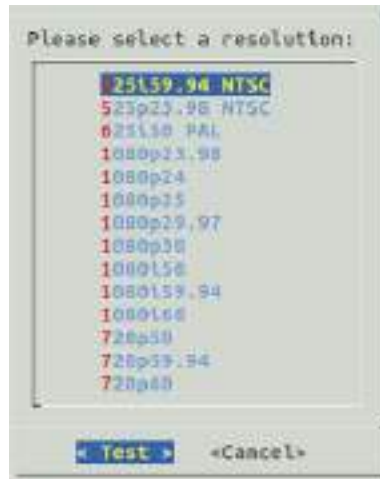 Please select a resolution:
525i59.94 NTSC
525p23.98 NTSC
625i50 PAL
1080p23.98
1080p24
1080p25
1080p29.97
1080p30
1080i50
1080i59.94
1080i60
720p50
720p59.94
720p60
< Test >
<Cancel>